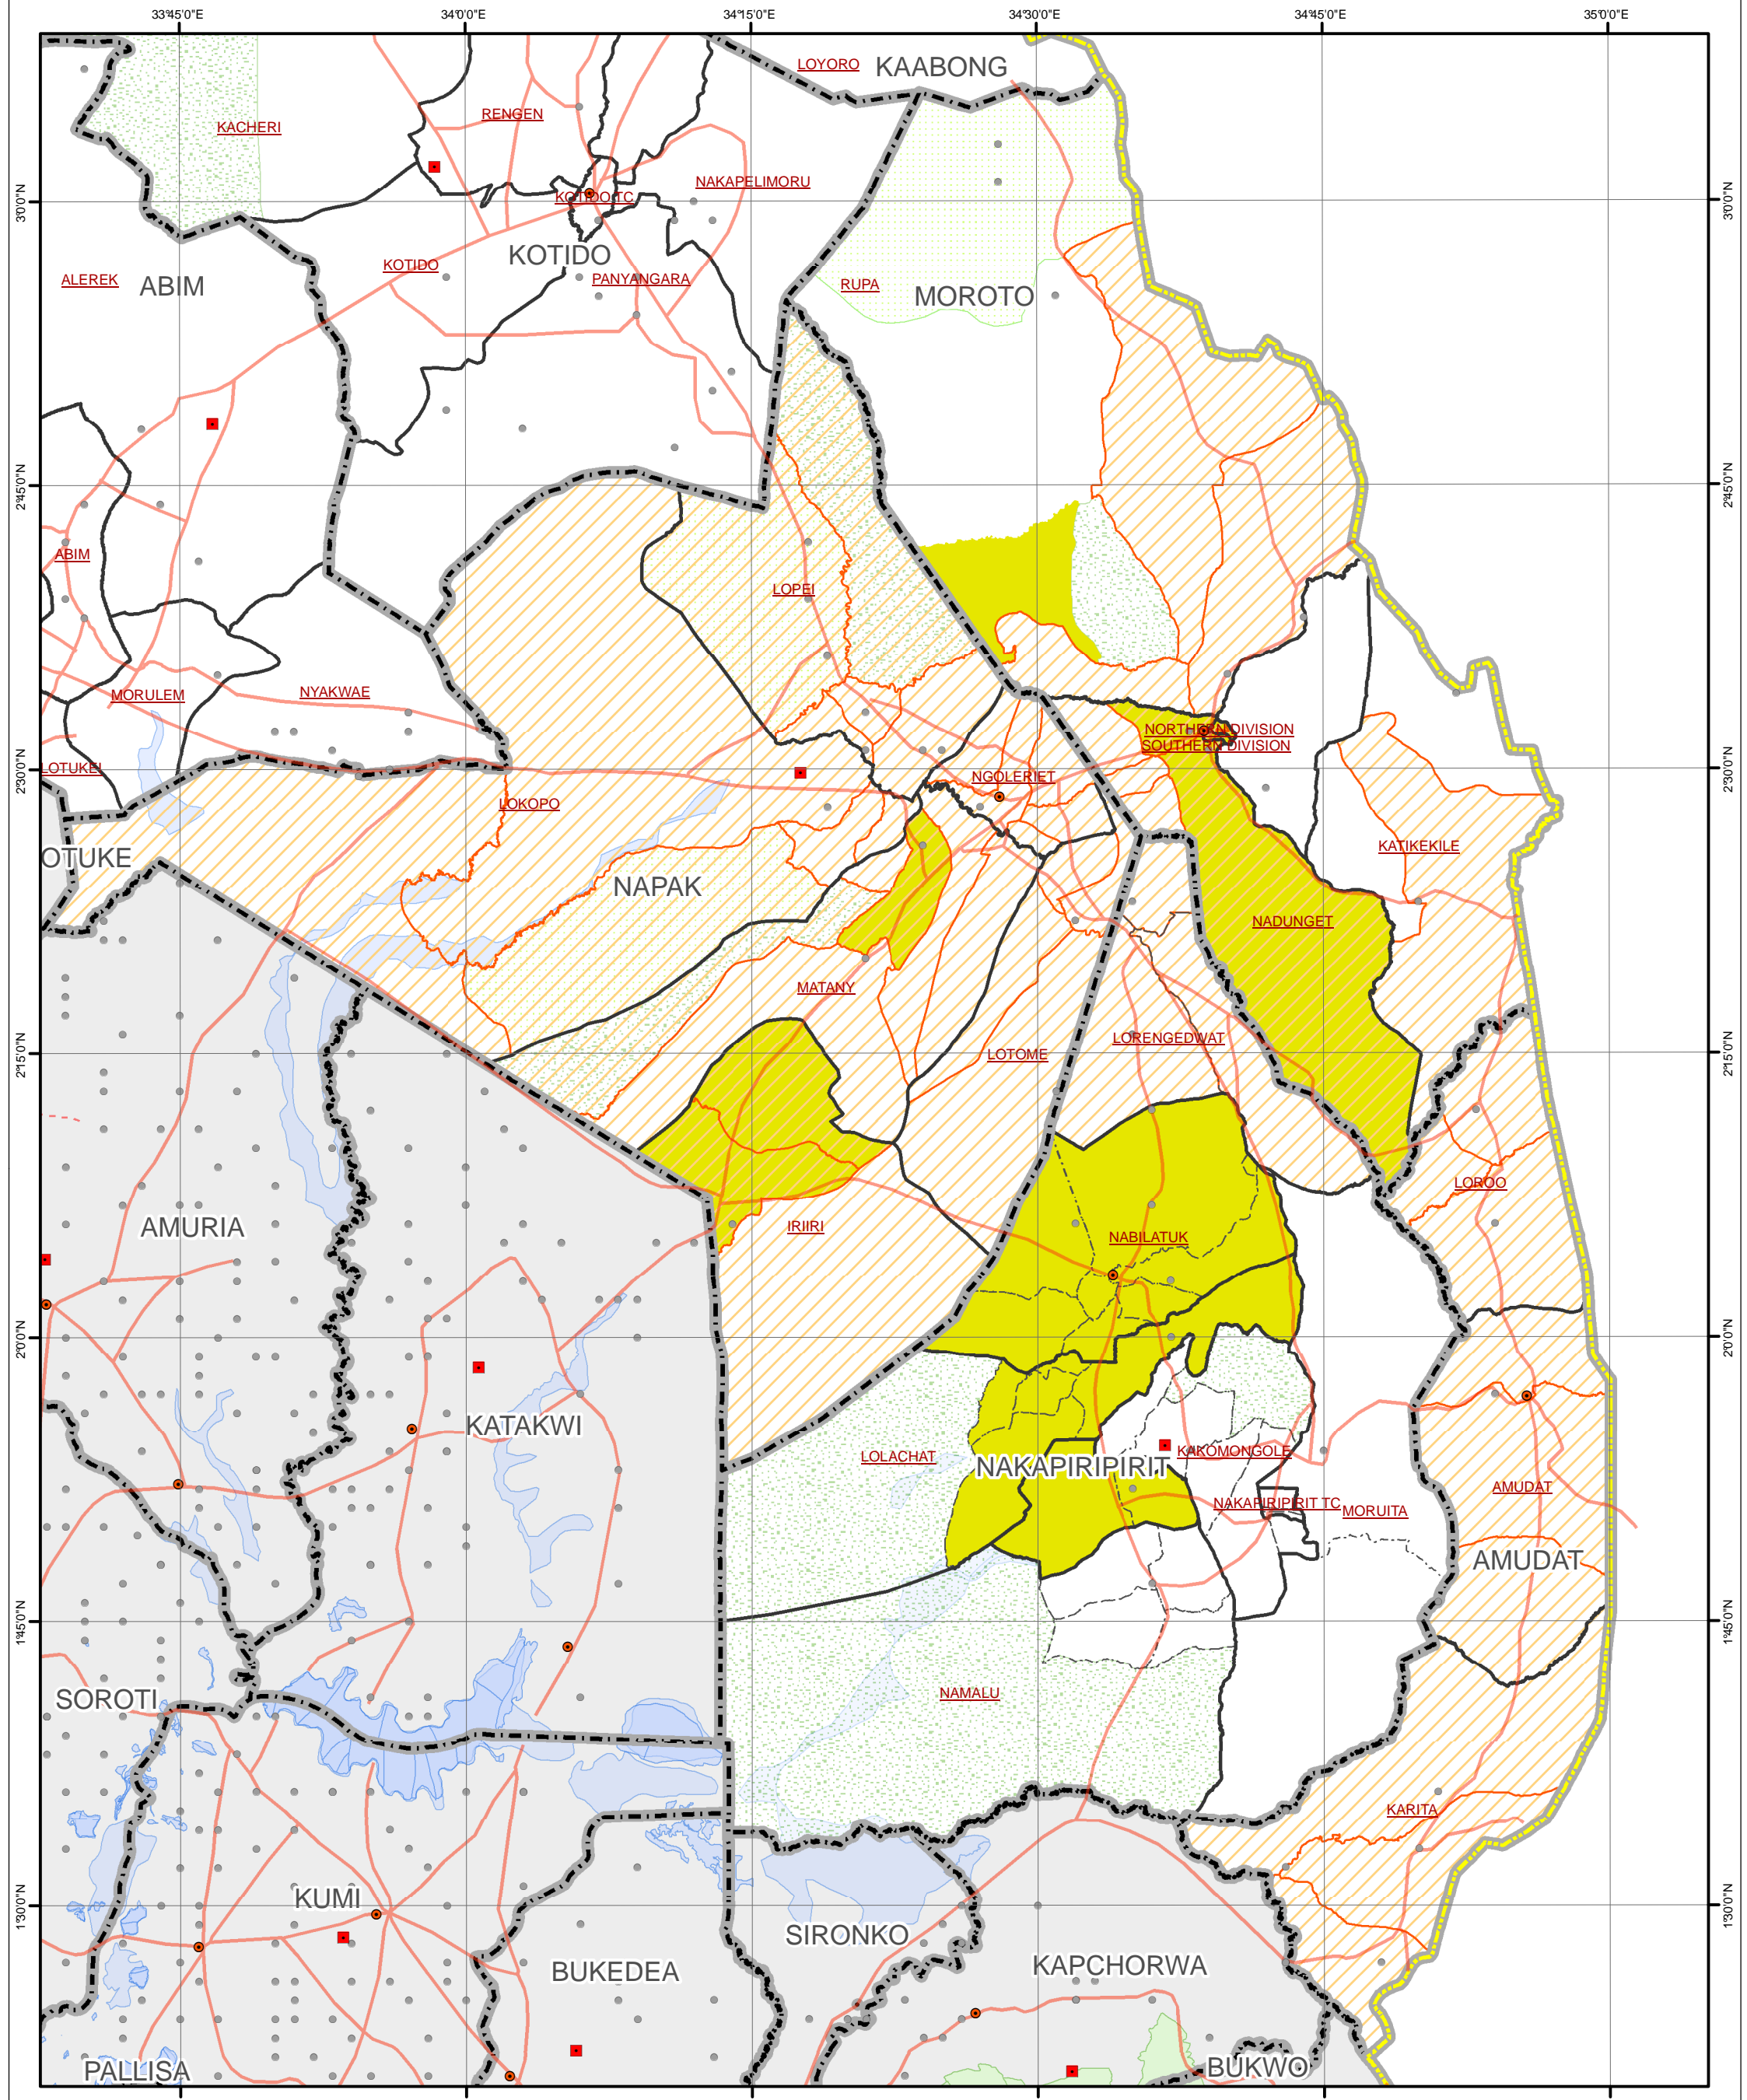 33°45'0"E
34°0'0"E
34°15'0"E
34°30'0"E
34°45'0"E
35°0'0"E
LOYORO
KAABONG
RENGEN
KACHERI
NAKAPELIMORU
3°0'0"N
3°0'0"N
KOTIDO TC
KOTIDO
KOTIDO
PANYANGARA
ALEREK
ABIM
RUPA
MOROTO
2°45'0"N
2°45'0"N
ABIM
LOPEI
MORULEM
NYAKWAE
NORTHERN DIVISION
SOUTHERN DIVISION
2°30'0"N
2°30'0"N
LOTUKEI
NGOLERIET
LOKOPO
KATIKEKILE
OTUKE
NAPAK
NADUNGET
MATANY
LORENGEDWAT
LOTOME
2°15'0"N
2°15'0"N
LOROO
AMURIA
IRIIRI
NABILATUK
2°0'0"N
2°0'0"N
KATAKWI
LOLACHAT
KAKOMONGOLE
NAKAPIRIPIRIT
AMUDAT
NAKAPIRIPIRIT TC
MORUITA
AMUDAT
1°45'0"N
1°45'0"N
SOROTI
NAMALU
KARITA
KUMI
1°30'0"N
1°30'0"N
SIRONKO
BUKEDEA
KAPCHORWA
PALLISA
BUKWO